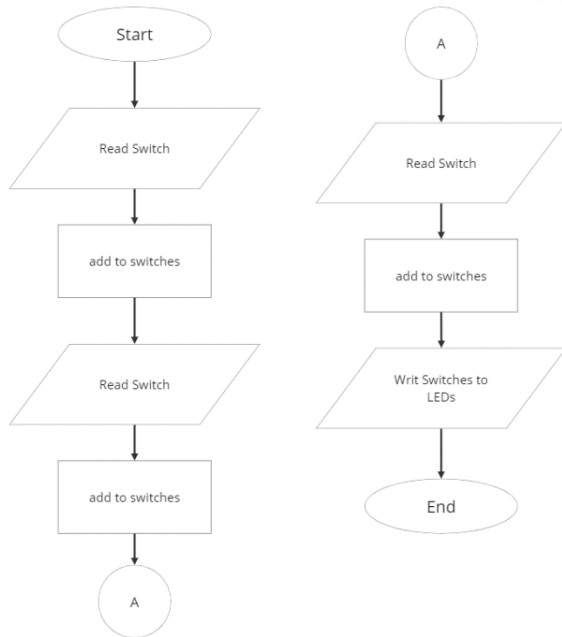 Start
Read Switch
add to switches
Read Switch
add to switches
A
A
Read Switch
add to switches
Writ Switches to
LEDs
End